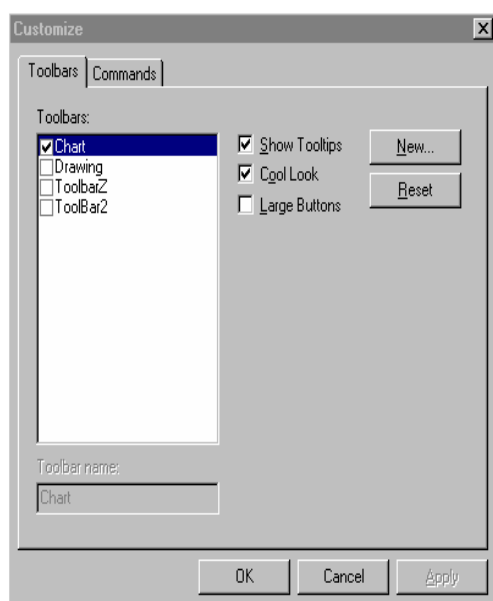 Customize
Toolbars Commands
Toolbars:
Chart
Drawing
ToolbarZ
ToolBar2
Show Tooltips
Cool Look
Large Buttons
New...
Reset
Toolbar name:
Chart
OK Cancel Apply